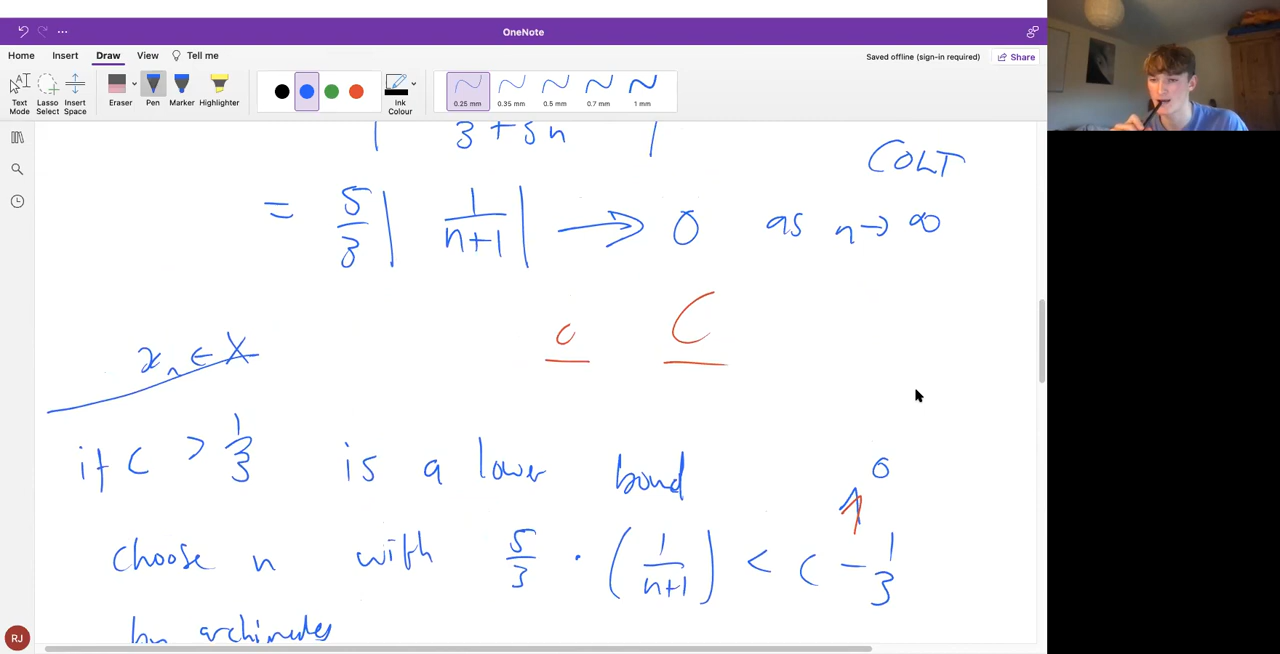 OneNote
Home Insert Draw View Tell me
Saved offline (sign-in required) Share
Text Mode
Lasso Select
Insert Space
Eraser
Pen
Marker
Highlighter
Ink Colour
0.25 mm 0.35 mm 0.5 mm 0.7 mm 1 mm
| 3 + 5n |
COLT
= 5/3 | 1/(n+1) | → 0 as n → ∞
c C
x_n ∈ X
if c > 1/3 is a lower bond
choose n with 5/3 · (1/(n+1)) < c - 1/3
0
by archimedes
RJ